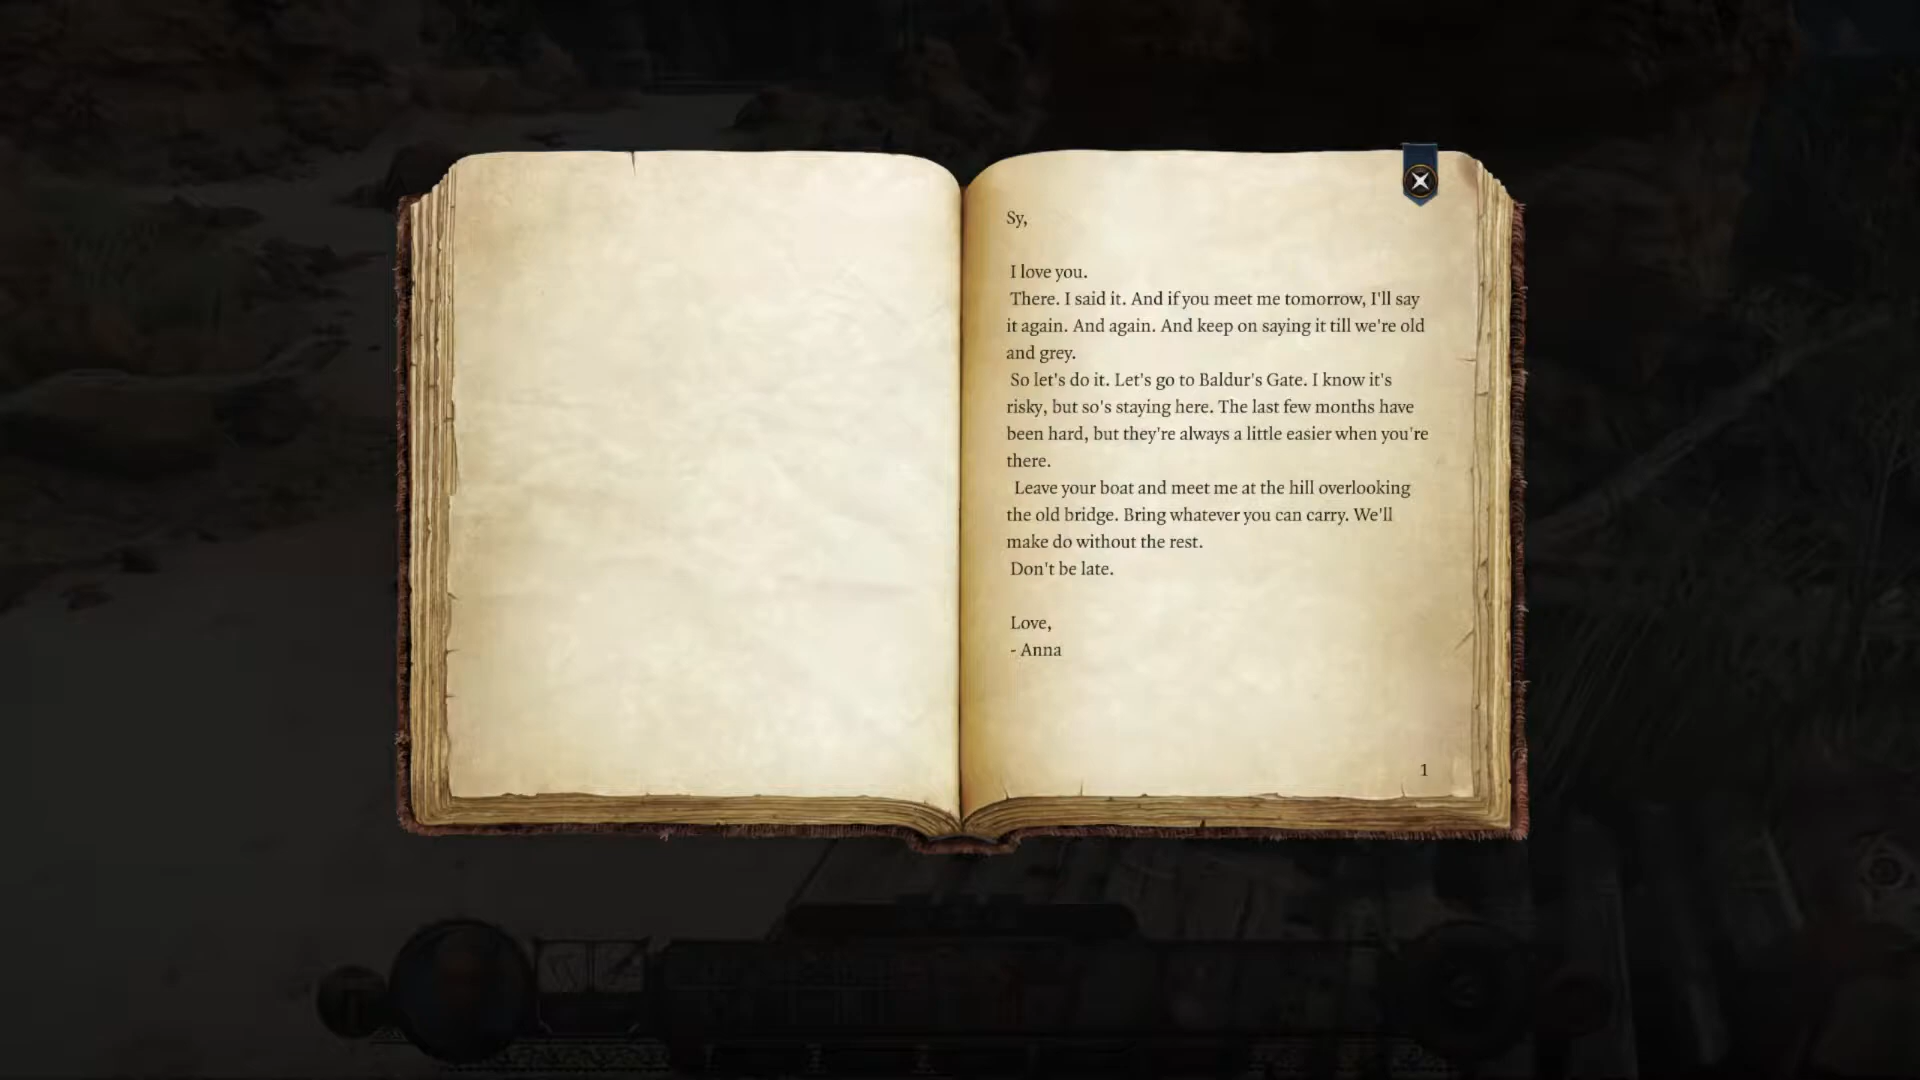 Sy,
I love you.
There. I said it. And if you meet me tomorrow, I'll say
it again. And again. And keep on saying it till we're old
and grey.
So let's do it. Let's go to Baldur's Gate. I know it's
risky, but so's staying here. The last few months have
been hard, but they're always a little easier when you're
there.
Leave your boat and meet me at the hill overlooking
the old bridge. Bring whatever you can carry. We'll
make do without the rest.
Don't be late.
Love,
- Anna
1